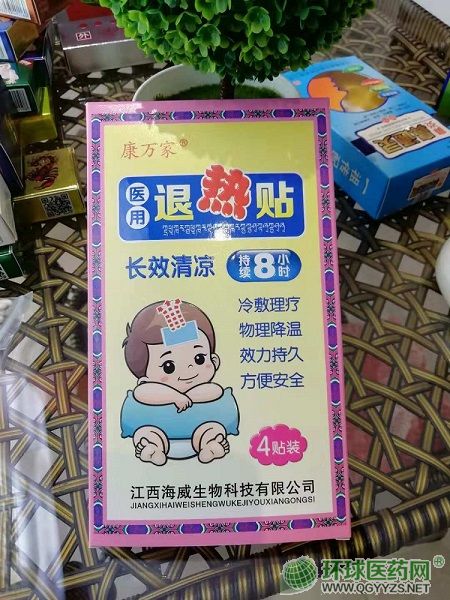 康万家®
医用
退热贴
长效清凉
持续8小时
冷敷理疗
物理降温
效力持久
方便安全
4贴装
江西海威生物科技有限公司
JIANGXIHAIWEISHENGWUKEJIYOUXIANGONGSI
环球医药网
WWW.QGYYZS.NET